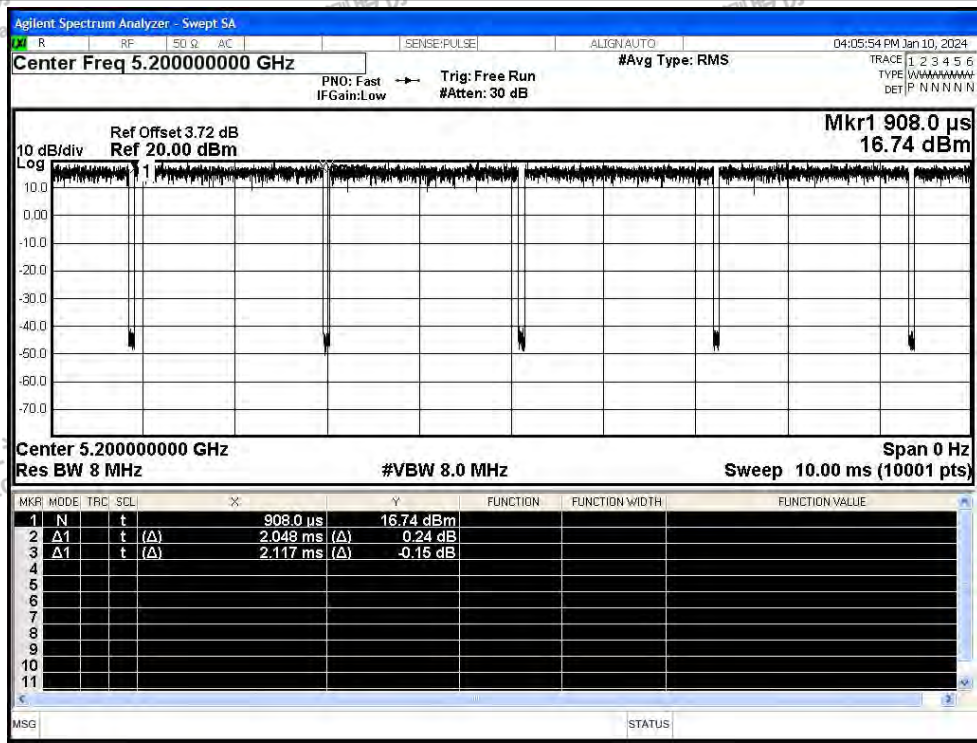 Agilent Spectrum Analyzer - Swept SA
R RF 50 Ω AC SENSE:PULSE ALIGN AUTO 04:05:54 PM Jan 10, 2024
Center Freq 5.200000000 GHz #Avg Type: RMS TRACE 1 2 3 4 5 6
PNO: Fast Trig: Free Run TYPE WWWWWW
IFGain:Low #Atten: 30 dB DET P N N N N N
Mkr1 908.0 µs
Ref Offset 3.72 dB
10 dB/div Ref 20.00 dBm 16.74 dBm
Log
1
10.0
0.00
-10.0
-20.0
-30.0
-40.0
-50.0
-60.0
-70.0
Center 5.200000000 GHz Span 0 Hz
Res BW 8 MHz #VBW 8.0 MHz Sweep 10.00 ms (10001 pts)
MKR MODE TRC SCL X Y FUNCTION FUNCTION WIDTH FUNCTION VALUE
1 N t 908.0 µs 16.74 dBm
2 Δ1 t (Δ) 2.048 ms (Δ) 0.24 dB
3 Δ1 t (Δ) 2.117 ms (Δ) -0.15 dB
4
5
6
7
8
9
10
11
MSG STATUS